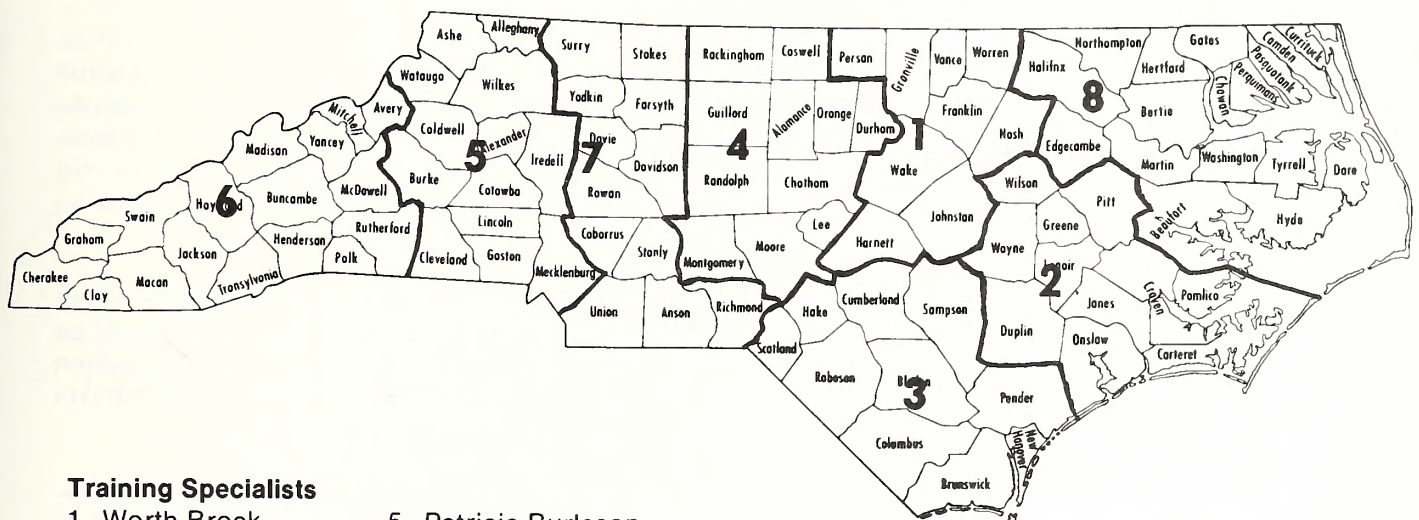 Alleghany
Ashe
Surry
Stokes
Rockingham
Caswell
Person
Granville
Vance
Warren
Northampton
Gates
Currituck
Camden
Pasquotank
Perquimans
Chowan
Hertford
Halifax
8
Bertie
Watauga
Wilkes
Yadkin
Forsyth
Guilford
Alamance
Orange
Durham
1
Franklin
Nash
Edgecombe
Martin
Washington
Tyrrell
Dare
Mitchell
Avery
Caldwell
Alexander
5
Iredell
7
Davie
Davidson
4
Madison
Yancey
Burke
Catawba
Rowan
Randolph
Chatham
Wake
Wilson
Pitt
Beaufort
Hyde
McDowell
Buncombe
6
Swain
Graham
Rutherford
Lincoln
Cabarrus
Stanly
Lee
Moore
Montgomery
Harnett
Johnston
Greene
Wayne
Lenoir
2
Cherokee
Clay
Macon
Jackson
Transylvania
Henderson
Polk
Cleveland
Gaston
Mecklenburg
Union
Anson
Richmond
Scotland
Hoke
Cumberland
Sampson
Duplin
Jones
Craven
Pamlico
Onslow
Carteret
Robeson
Bladen
3
Pender
Columbus
New
Hanover
Brunswick
Training Specialists
1 Worth Brock 5 Patricia Burleson